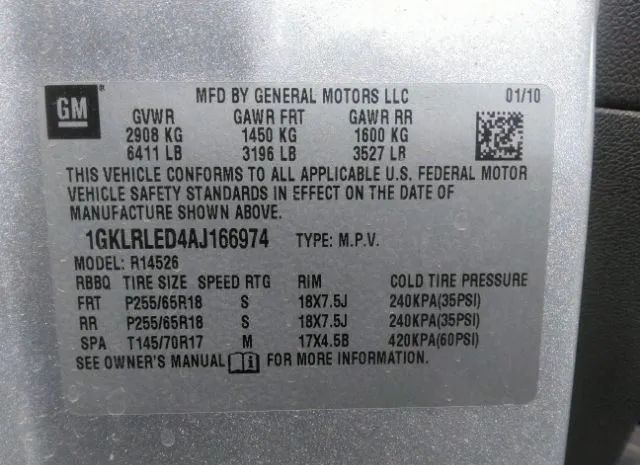 GM® MFD BY GENERAL MOTORS LLC 01/10
GVWR GAWR FRT GAWR RR
2908 KG 1450 KG 1600 KG
6411 LB 3196 LB 3527 LB
THIS VEHICLE CONFORMS TO ALL APPLICABLE U.S. FEDERAL MOTOR
VEHICLE SAFETY STANDARDS IN EFFECT ON THE DATE OF
MANUFACTURE SHOWN ABOVE.
1GKLRLED4AJ166974 TYPE: M.P.V.
MODEL: R14526
RBBQ TIRE SIZE SPEED RTG RIM COLD TIRE PRESSURE
FRT P255/65R18 S 18X7.5J 240KPA(35PSI)
RR P255/65R18 S 18X7.5J 240KPA(35PSI)
SPA T145/70R17 M 17X4.5B 420KPA(60PSI)
SEE OWNER'S MANUAL FOR MORE INFORMATION.